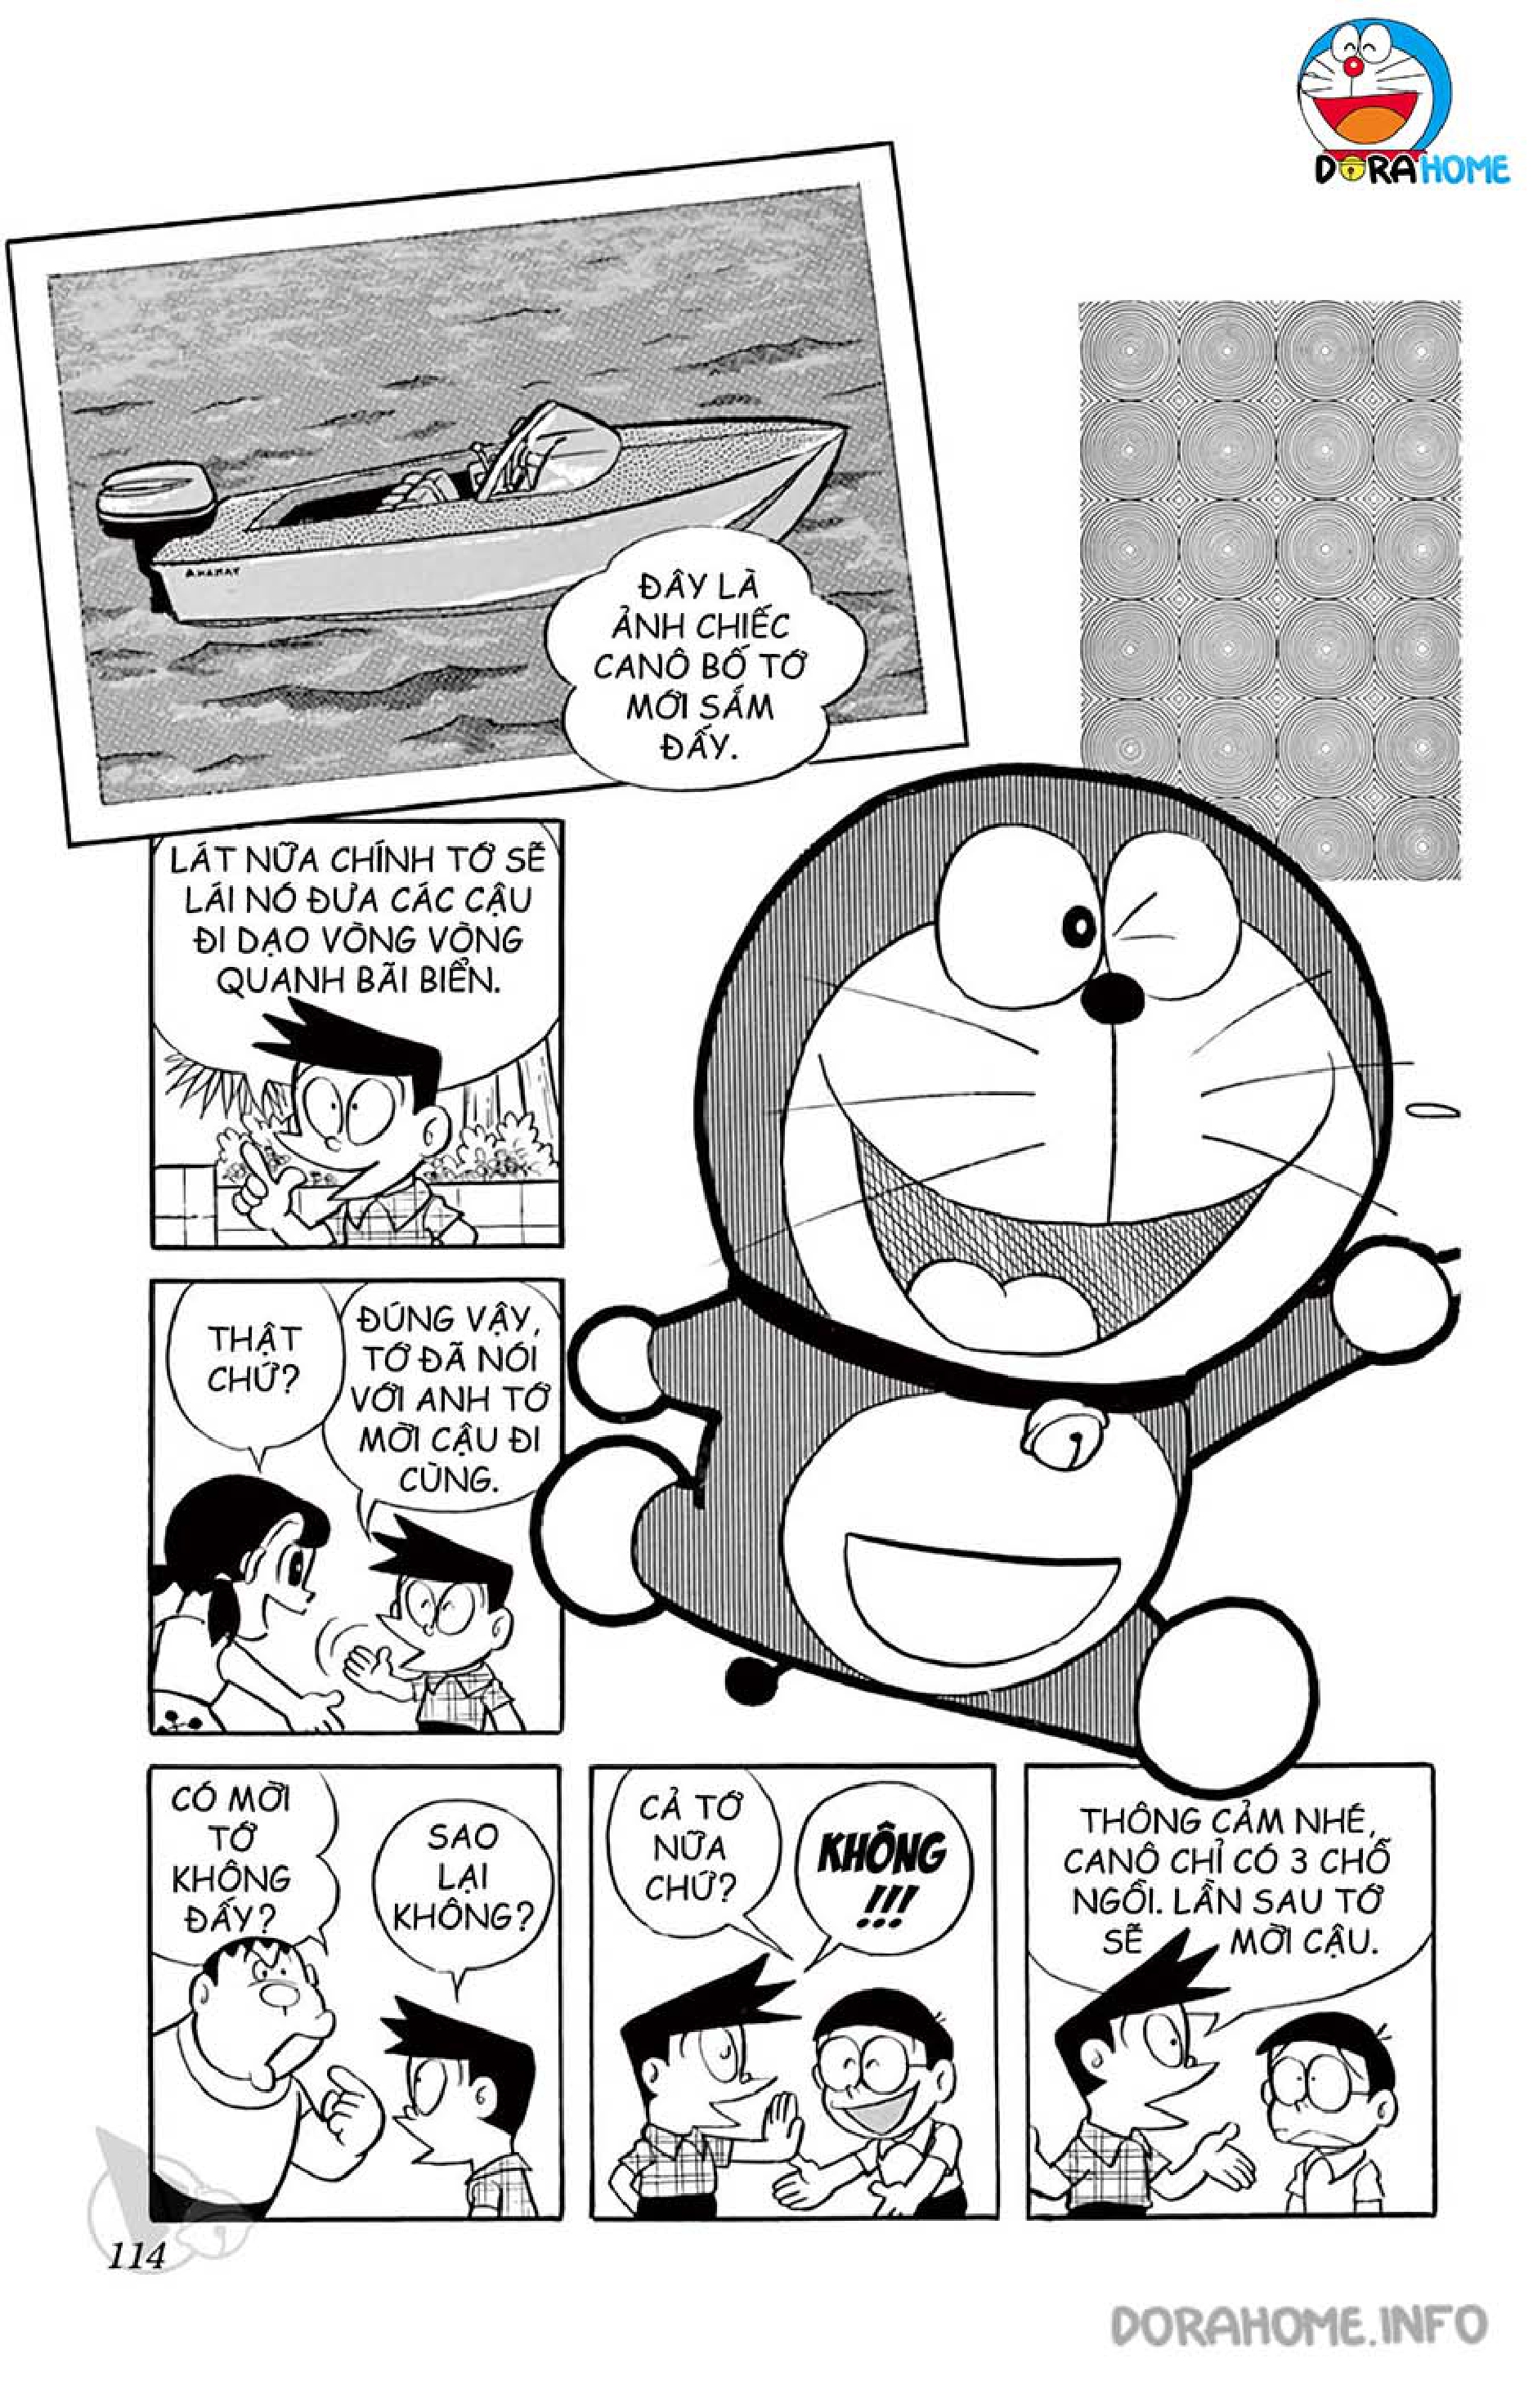 DORAHOME
AHAMAY
ĐÂY LÀ
ẢNH CHIẾC
CANÔ BỐ TỚ
MỚI SẮM
ĐẤY.
LÁT NỮA CHÍNH TỚ SẼ
LÁI NÓ ĐƯA CÁC CẬU
ĐI DẠO VÒNG VÒNG
QUANH BÃI BIỂN.
THẬT
CHỨ?
ĐÚNG VẬY,
TỚ ĐÃ NÓI
VỚI ANH TỚ
MỜI CẬU ĐI
CÙNG.
CÓ MỜI
TỚ
KHÔNG
ĐẤY?
SAO
LẠI
KHÔNG?
CẢ TỚ
NỮA
CHỨ?
KHÔNG
!!!
THÔNG CẢM NHÉ,
CANÔ CHỈ CÓ 3 CHỖ
NGỒI. LẦN SAU TỚ
SẼ MỜI CẬU.
114
DORAHOME.INFO